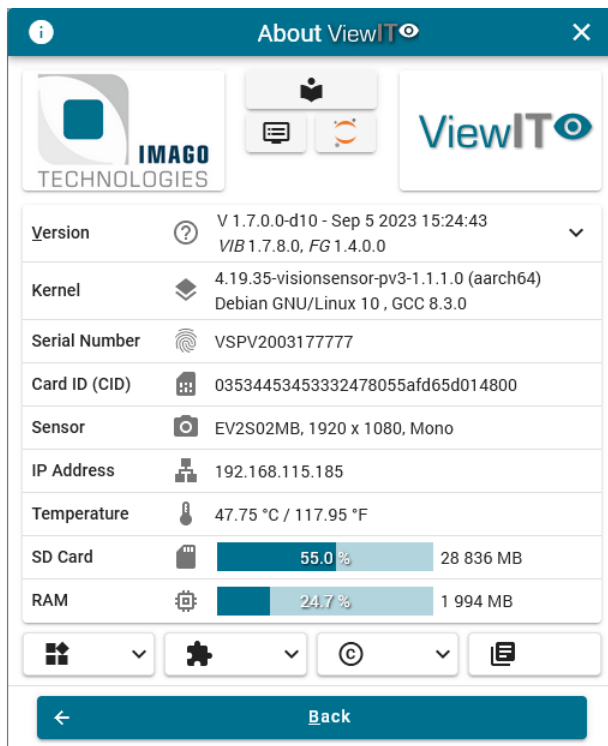 About ViewIT
IMAGO
TECHNOLOGIES
ViewIT
Version
V 1.7.0.0-d10 - Sep 5 2023 15:24:43
VIB 1.7.8.0, FG 1.4.0.0
Kernel
4.19.35-visionsensor-pv3-1.1.1.0 (aarch64)
Debian GNU/Linux 10 , GCC 8.3.0
Serial Number
VSPV2003177777
Card ID (CID)
03534453453332478055afd65d014800
Sensor
EV2S02MB, 1920 x 1080, Mono
IP Address
192.168.115.185
Temperature
47.75 °C / 117.95 °F
SD Card
55.0 %
28 836 MB
RAM
24.7 %
1 994 MB
Back